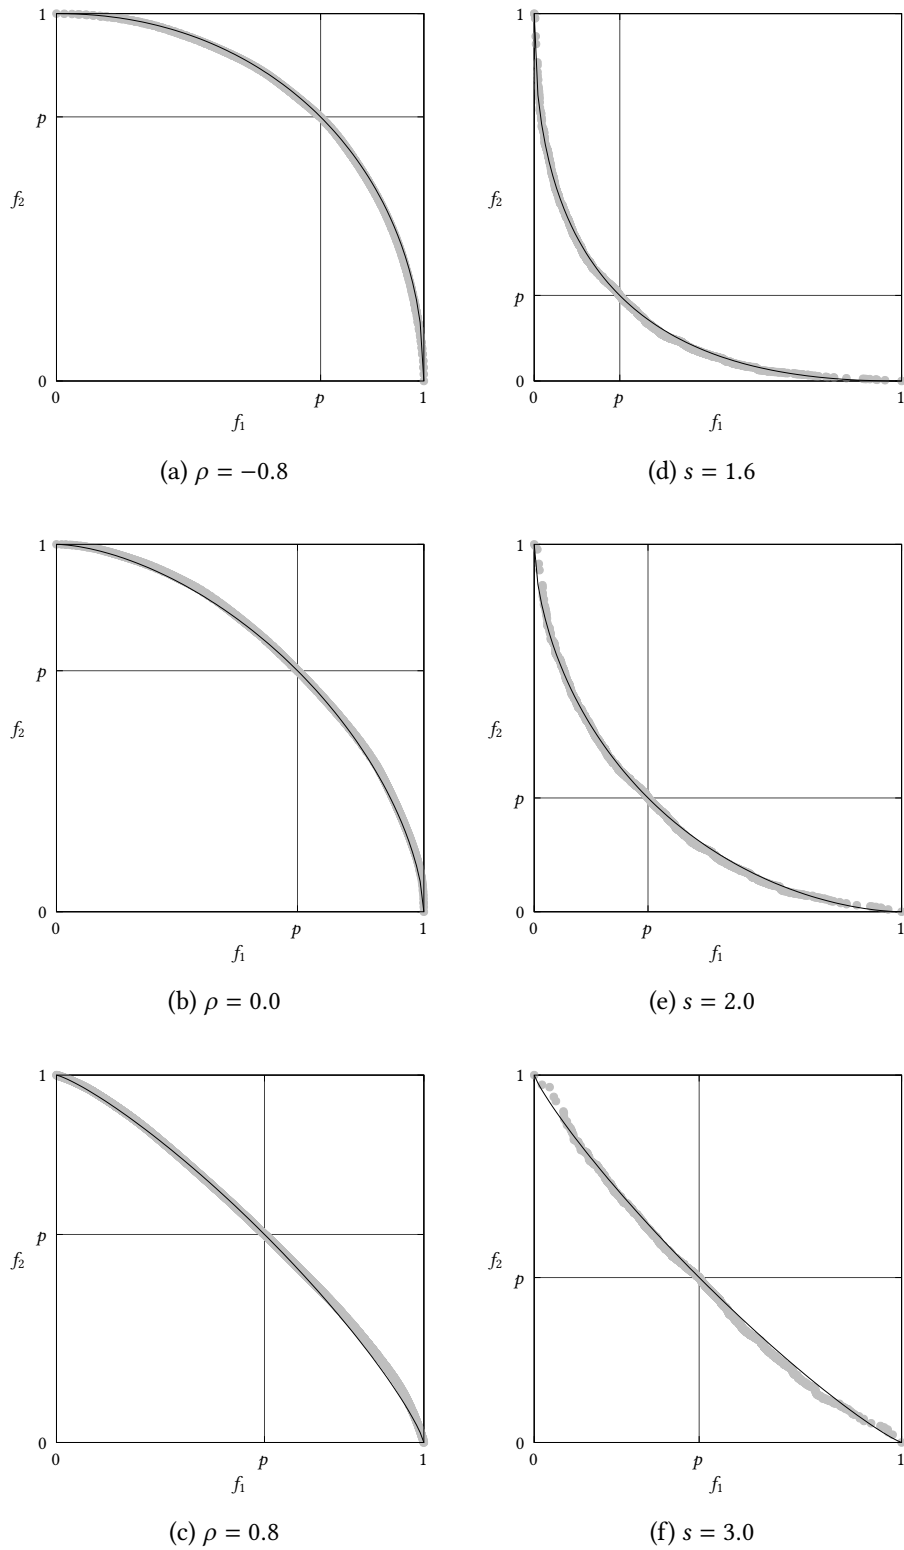 1
p
f2
0
0
p
1
f1
(a) ρ = −0.8
1
f2
p
0
0
p
1
f1
(d) s = 1.6
1
p
f2
0
0
p
1
f1
(b) ρ = 0.0
1
f2
p
0
0
p
1
f1
(e) s = 2.0
1
p
f2
0
0
p
1
f1
(c) ρ = 0.8
1
f2
p
0
0
p
1
f1
(f) s = 3.0